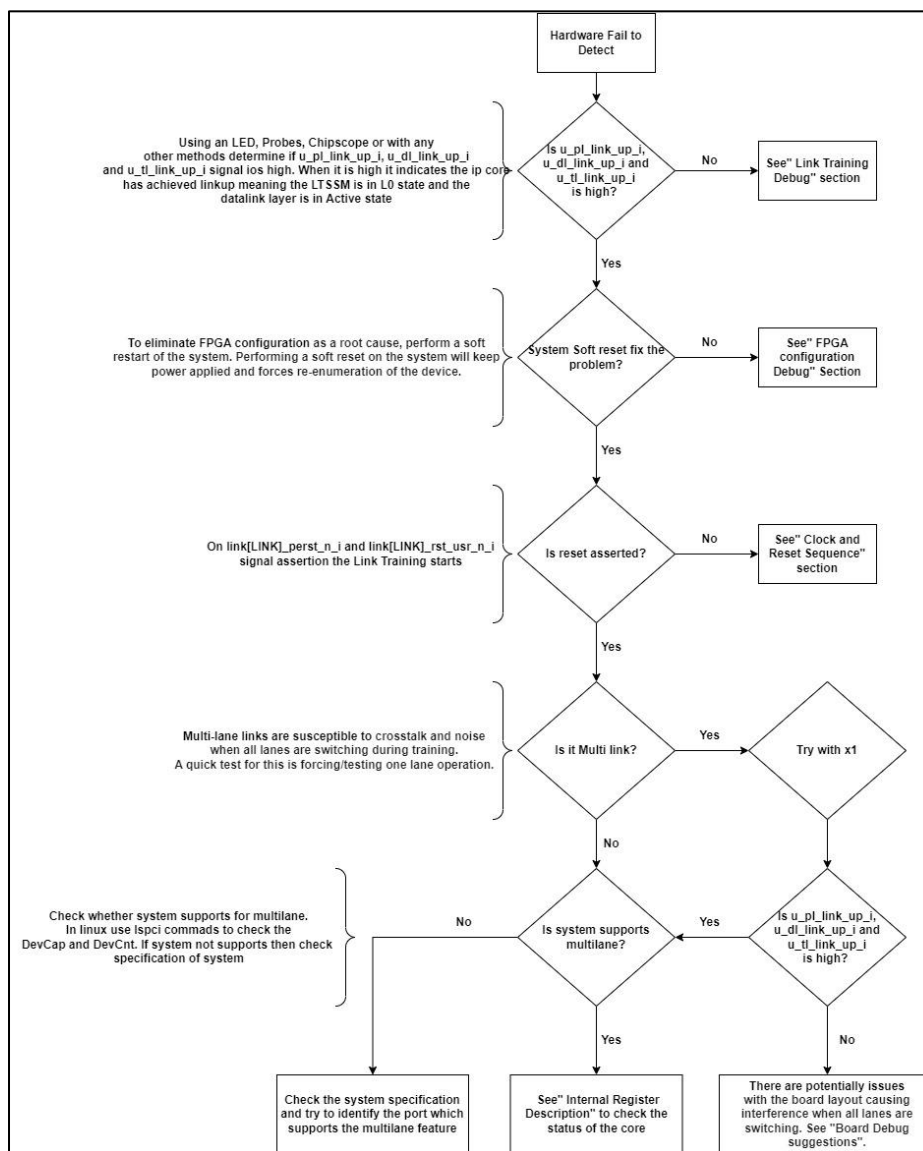 Hardware Fail to
Detect
Using an LED, Probes, Chipscope or with any
other methods determine if u_pl_link_up_i, u_dl_link_up_i
and u_tl_link_up_i signal ios high. When it is high it indicates the ip core
has achieved linkup meaning the LTSSM is in L0 state and the
datalink layer is in Active state
Is u_pl_link_up_i,
u_dl_link_up_i and
u_tl_link_up_i
is high?
No
See" Link Training
Debug" section
Yes
To eliminate FPGA configuration as a root cause, perform a soft
restart of the system. Performing a soft reset on the system will keep
power applied and forces re-enumeration of the device.
System Soft reset fix the
problem?
No
See" FPGA
configuration
Debug" Section
Yes
On link[LINK]_perst_n_i and link[LINK]_rst_usr_n_i
signal assertion the Link Training starts
Is reset asserted?
No
See" Clock and
Reset Sequence"
section
Yes
Multi-lane links are susceptible to crosstalk and noise
when all lanes are switching during training.
A quick test for this is forcing/testing one lane operation.
Is it Multi link?
Yes
Try with x1
No
Check whether system supports for multilane.
In linux use lspci commads to check the
DevCap and DevCnt. If system not supports then check
specification of system
No
Is system supports
multilane?
Yes
Is u_pl_link_up_i,
u_dl_link_up_i and
u_tl_link_up_i
is high?
Yes
No
Check the system specification
and try to identify the port which
supports the multilane feature
See" Internal Register
Description" to check the
status of the core
There are potentially issues
with the board layout causing
interference when all lanes are
switching. See "Board Debug
suggestions".